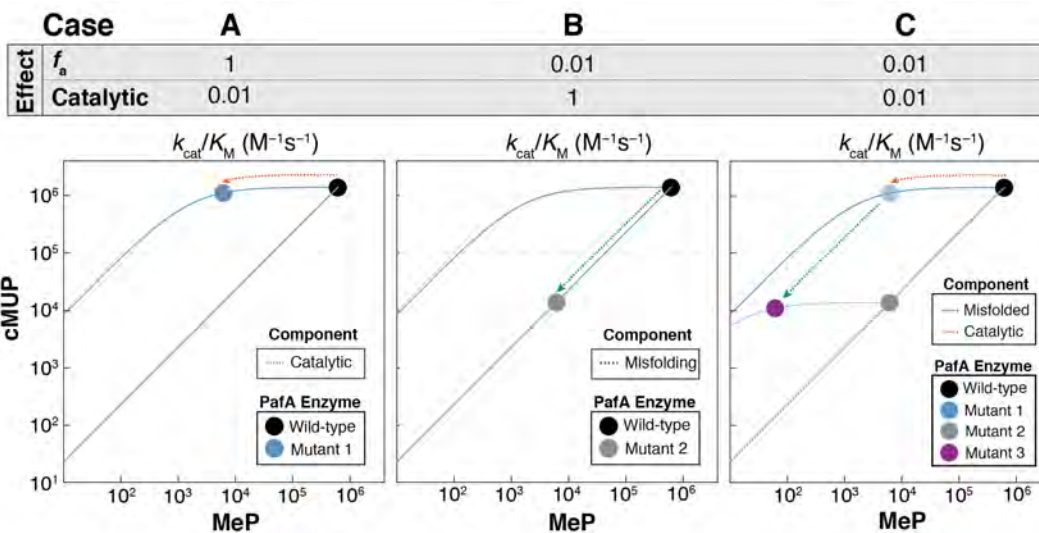 Case A B C
Effect
fa 1 0.01 0.01
Catalytic 0.01 1 0.01
kcat/KM (M⁻¹s⁻¹) kcat/KM (M⁻¹s⁻¹) kcat/KM (M⁻¹s⁻¹)
cMUP
10⁶
10⁵
10⁴
10³
10²
10¹
Component
Catalytic
PafA Enzyme
Wild-type
Mutant 1
10² 10³ 10⁴ 10⁵ 10⁶
MeP
Component
Misfolding
PafA Enzyme
Wild-type
Mutant 2
10² 10³ 10⁴ 10⁵ 10⁶
MeP
Component
Misfolded
Catalytic
PafA Enzyme
Wild-type
Mutant 1
Mutant 2
Mutant 3
10² 10³ 10⁴ 10⁵ 10⁶
MeP